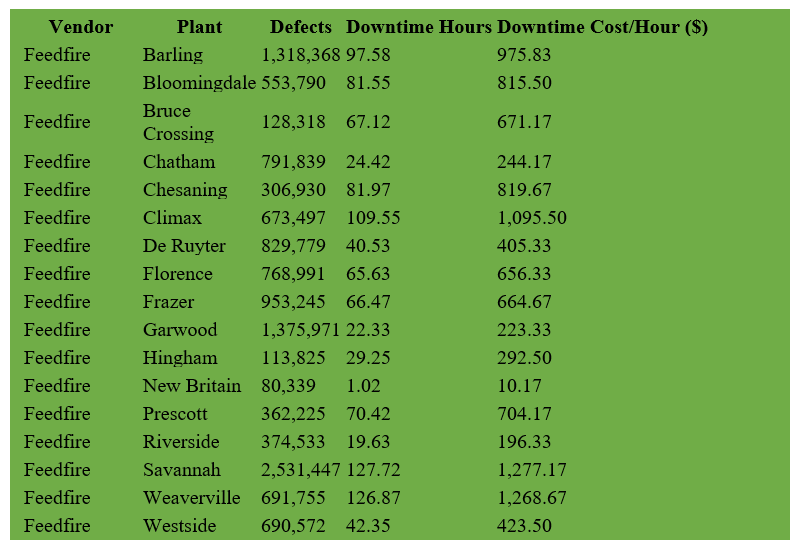 Vendor Plant Defects Downtime Hours Downtime Cost/Hour ($)
Feedfire Barling 1,318,368 97.58 975.83
Feedfire Bloomingdale 553,790 81.55 815.50
Feedfire Bruce Crossing 128,318 67.12 671.17
Feedfire Chatham 791,839 24.42 244.17
Feedfire Chesaning 306,930 81.97 819.67
Feedfire Climax 673,497 109.55 1,095.50
Feedfire De Ruyter 829,779 40.53 405.33
Feedfire Florence 768,991 65.63 656.33
Feedfire Frazer 953,245 66.47 664.67
Feedfire Garwood 1,375,971 22.33 223.33
Feedfire Hingham 113,825 29.25 292.50
Feedfire New Britain 80,339 1.02 10.17
Feedfire Prescott 362,225 70.42 704.17
Feedfire Riverside 374,533 19.63 196.33
Feedfire Savannah 2,531,447 127.72 1,277.17
Feedfire Weaverville 691,755 126.87 1,268.67
Feedfire Westside 690,572 42.35 423.50